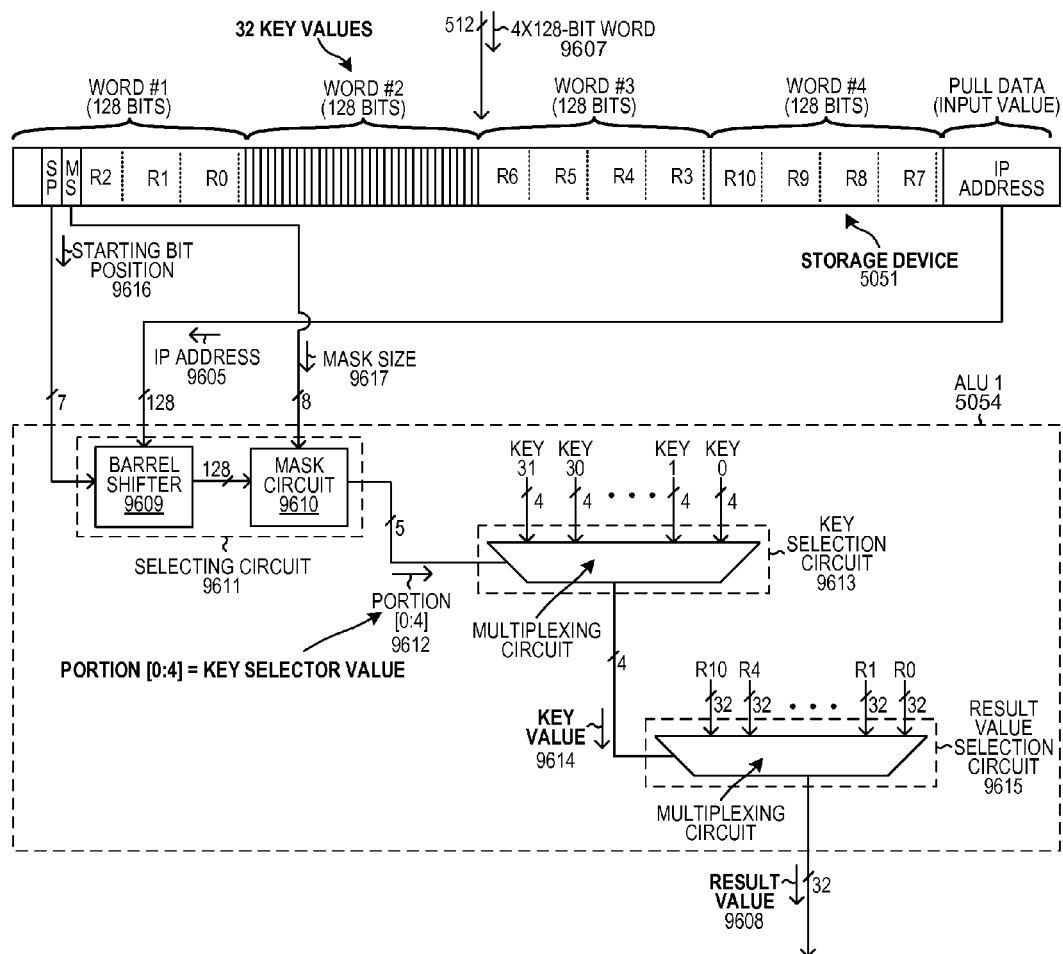 32 KEY VALUES
512
4X128-BIT WORD
9607
WORD #1
(128 BITS)
WORD #2
(128 BITS)
WORD #3
(128 BITS)
WORD #4
(128 BITS)
PULL DATA
(INPUT VALUE)
SP
MS
R2
R1
R0
R6
R5
R4
R3
R10
R9
R8
R7
IP
ADDRESS
STARTING BIT
POSITION
9616
STORAGE DEVICE
5051
IP ADDRESS
9605
MASK SIZE
9617
7
128
8
ALU 1
5054
BARREL
SHIFTER
9609
128
MASK
CIRCUIT
9610
SELECTING CIRCUIT
9611
5
KEY
31
KEY
30
KEY
1
KEY
0
4
4
4
4
KEY
SELECTION
CIRCUIT
9613
PORTION
[0:4]
9612
MULTIPLEXING
CIRCUIT
PORTION [0:4] = KEY SELECTOR VALUE
4
KEY
VALUE
9614
R10
R4
R1
R0
32
32
32
32
RESULT
VALUE
SELECTION
CIRCUIT
9615
MULTIPLEXING
CIRCUIT
RESULT
VALUE
9608
32